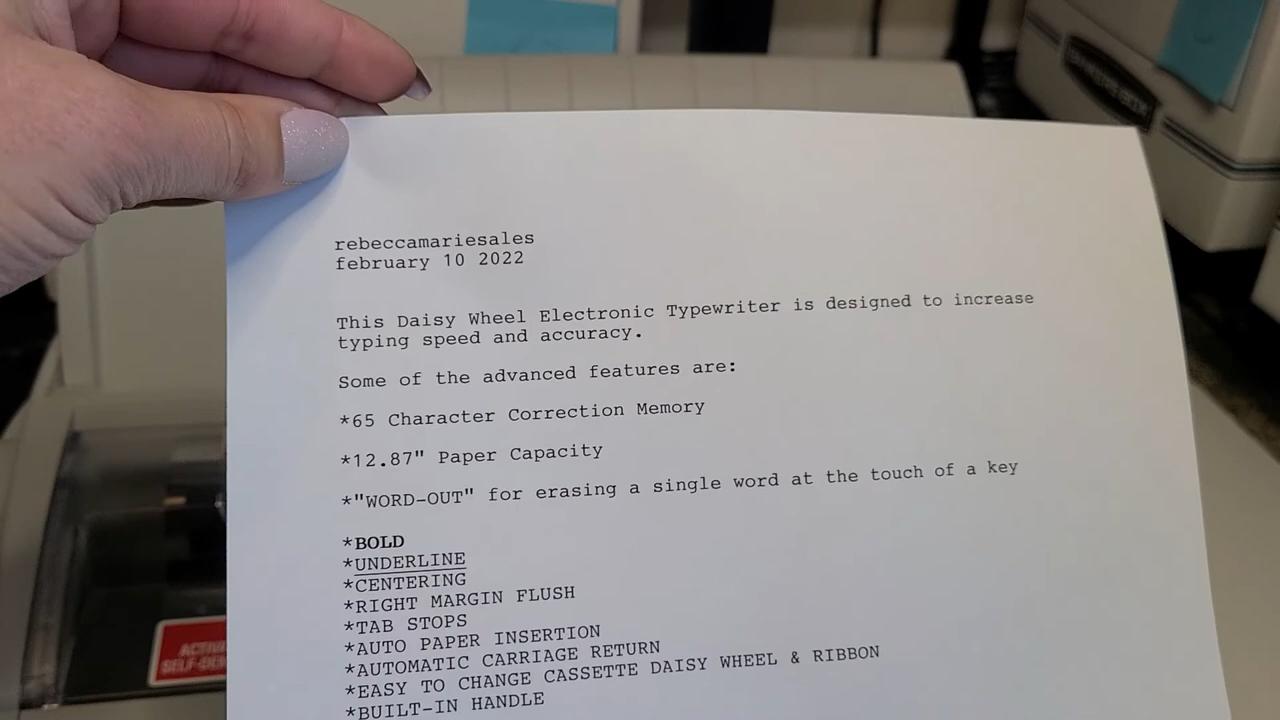 rebeccamariesales
february 10 2022
This Daisy Wheel Electronic Typewriter is designed to increase
typing speed and accuracy.
Some of the advanced features are:
*65 Character Correction Memory
*12.87" Paper Capacity
*"WORD-OUT" for erasing a single word at the touch of a key
*BOLD
*UNDERLINE
*CENTERING
*RIGHT MARGIN FLUSH
*TAB STOPS
*AUTO PAPER INSERTION
*AUTOMATIC CARRIAGE RETURN
*EASY TO CHANGE CASSETTE DAISY WHEEL & RIBBON
*BUILT-IN HANDLE